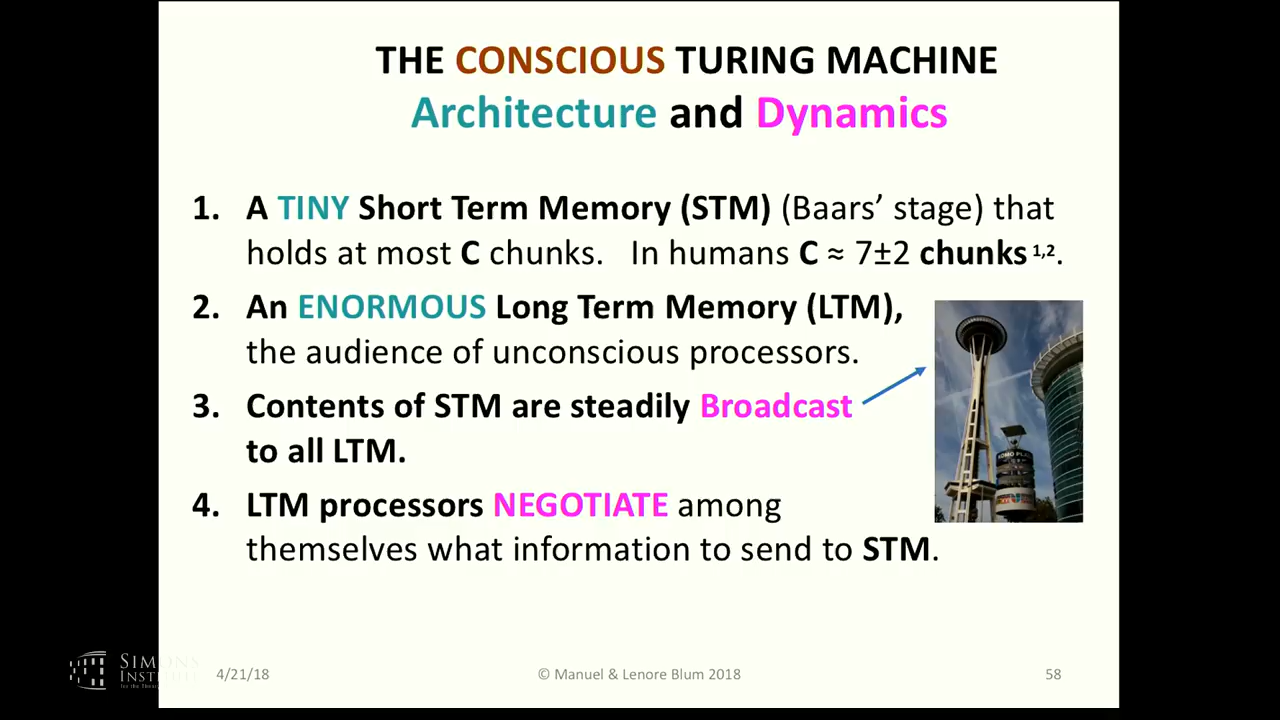 THE CONSCIOUS TURING MACHINE
Architecture and Dynamics
1. A TINY Short Term Memory (STM) (Baars’ stage) that
holds at most C chunks. In humans C ≈ 7±2 chunks 1,2.
2. An ENORMOUS Long Term Memory (LTM),
the audience of unconscious processors.
3. Contents of STM are steadily Broadcast
to all LTM.
4. LTM processors NEGOTIATE among
themselves what information to send to STM.
SIMONS
INSTITUTE
4/21/18
© Manuel & Lenore Blum 2018
58